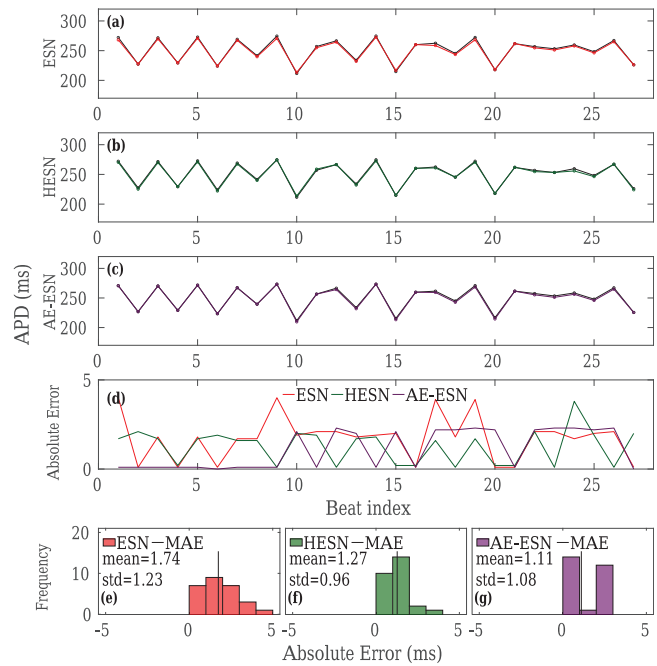 (a)
300
250
200
ESN
0 5 10 15 20 25
(b)
300
250
200
HESN
0 5 10 15 20 25
(c)
300
250
200
APD (ms)
AE-ESN
0 5 10 15 20 25
(d)
ESN HESN AE-ESN
5
0
Absolute Error
0 5 10 15 20 25
Beat index
20
10
0
Frequency
ESN—MAE
mean=1.74
std=1.23
(e)
-5 0 5
HESN—MAE
mean=1.27
std=0.96
(f)
-5 0 5
AE-ESN—MAE
mean=1.11
std=1.08
(g)
-5 0 5
Absolute Error (ms)